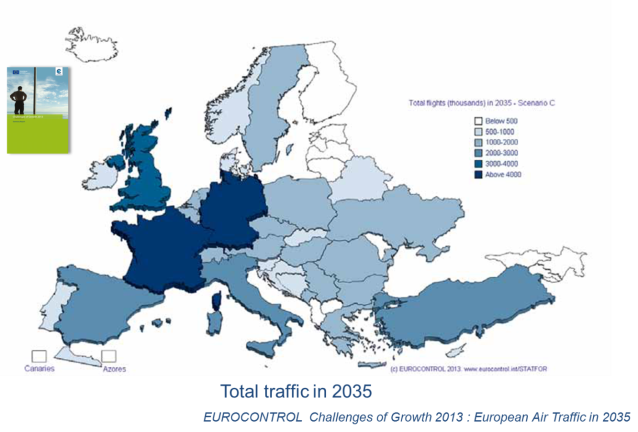 Total flights (thousands) in 2035 - Scenario C
Below 500
500-1000
1000-2000
2000-3000
3000-4000
Above 4000
Canaries
Azores
(c) EUROCONTROL 2013. www.eurocontrol.int/STATFOR
Total traffic in 2035
EUROCONTROL Challenges of Growth 2013 : European Air Traffic in 2035